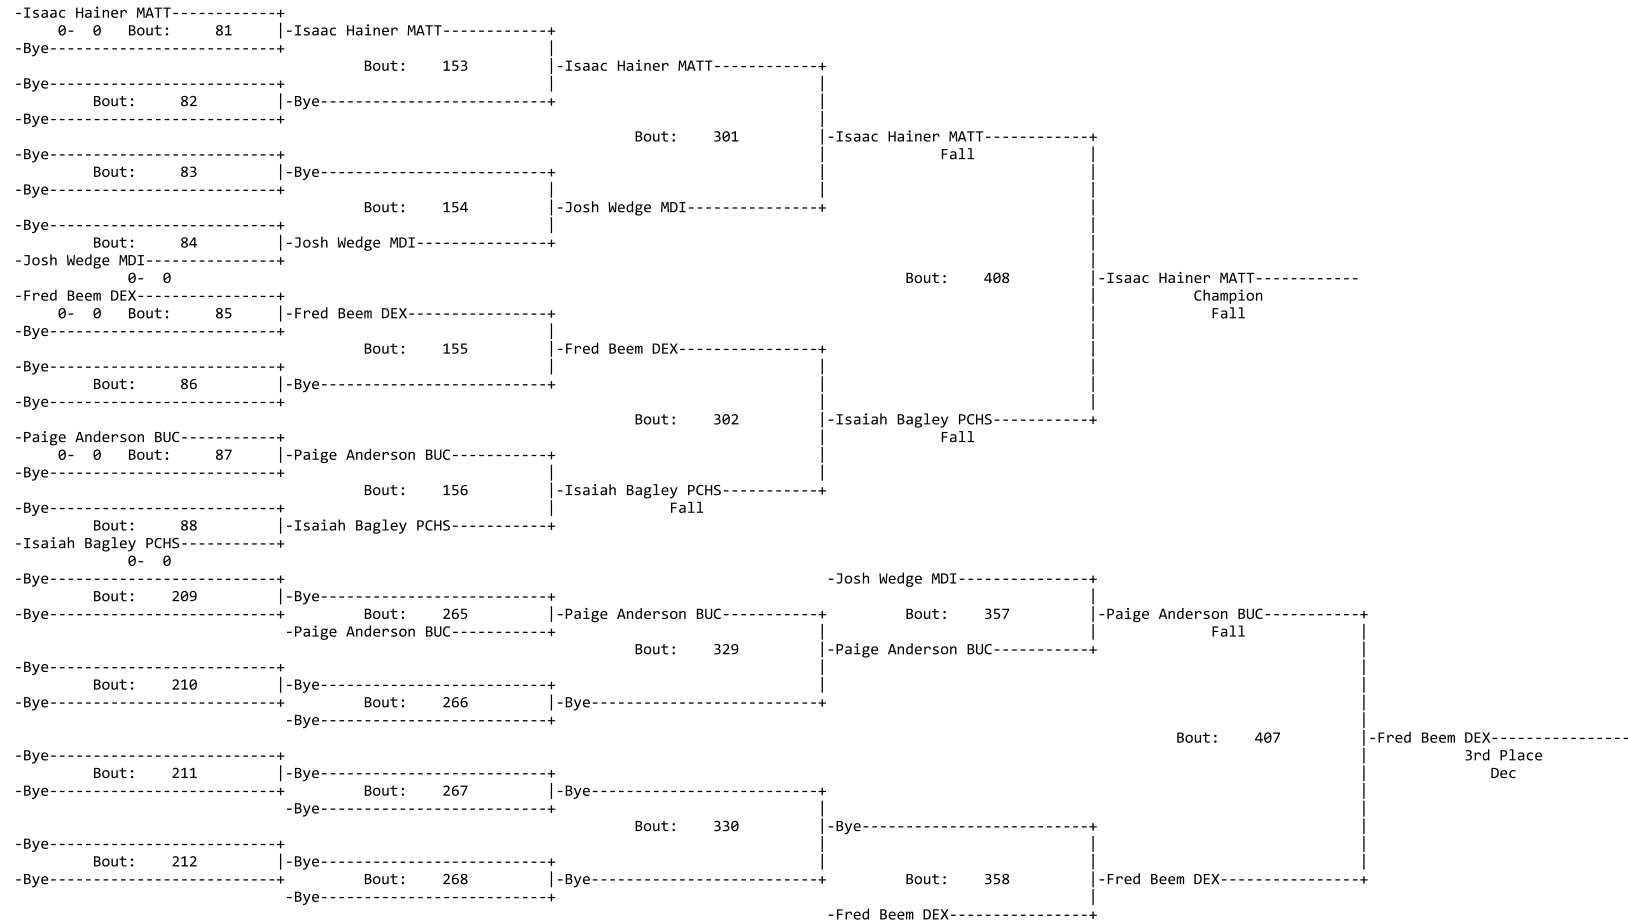 -Isaac Hainer MATT------------+
0- 0 Bout: 81 |-Isaac Hainer MATT------------+
-Bye--------------------------+ |
Bout: 153 |-Isaac Hainer MATT------------+
-Bye--------------------------+ | |
Bout: 82 |-Bye--------------------------+ |
-Bye--------------------------+ |
Bout: 301 |-Isaac Hainer MATT------------+
-Bye--------------------------+ | Fall |
Bout: 83 |-Bye--------------------------+ | |
-Bye--------------------------+ | | |
Bout: 154 |-Josh Wedge MDI---------------+ |
-Bye--------------------------+ | |
Bout: 84 |-Josh Wedge MDI---------------+ |
-Josh Wedge MDI---------------+ |
0- 0 Bout: 408 |-Isaac Hainer MATT------------
-Fred Beem DEX----------------+ | Champion
0- 0 Bout: 85 |-Fred Beem DEX----------------+ | Fall
-Bye--------------------------+ | |
Bout: 155 |-Fred Beem DEX----------------+ |
-Bye--------------------------+ | | |
Bout: 86 |-Bye--------------------------+ | |
-Bye--------------------------+ | |
Bout: 302 |-Isaiah Bagley PCHS-----------+
-Paige Anderson BUC-----------+ | Fall
0- 0 Bout: 87 |-Paige Anderson BUC-----------+ |
-Bye--------------------------+ | |
Bout: 156 |-Isaiah Bagley PCHS-----------+
-Bye--------------------------+ | Fall
Bout: 88 |-Isaiah Bagley PCHS-----------+
-Isaiah Bagley PCHS-----------+
0- 0
-Bye--------------------------+ -Josh Wedge MDI---------------+
Bout: 209 |-Bye--------------------------+ |
-Bye--------------------------+ Bout: 265 |-Paige Anderson BUC-----------+ Bout: 357 |-Paige Anderson BUC-----------+
-Paige Anderson BUC-----------+ | | Fall |
Bout: 329 |-Paige Anderson BUC-----------+ |
-Bye--------------------------+ | |
Bout: 210 |-Bye--------------------------+ | |
-Bye--------------------------+ Bout: 266 |-Bye--------------------------+ |
-Bye--------------------------+ |
Bout: 407 |-Fred Beem DEX----------------
-Bye--------------------------+ | 3rd Place
Bout: 211 |-Bye--------------------------+ | Dec
-Bye--------------------------+ Bout: 267 |-Bye--------------------------+ |
-Bye--------------------------+ | |
Bout: 330 |-Bye--------------------------+ |
-Bye--------------------------+ | | |
Bout: 212 |-Bye--------------------------+ | | |
-Bye--------------------------+ Bout: 268 |-Bye--------------------------+ Bout: 358 |-Fred Beem DEX----------------+
-Bye--------------------------+ |
-Fred Beem DEX----------------+